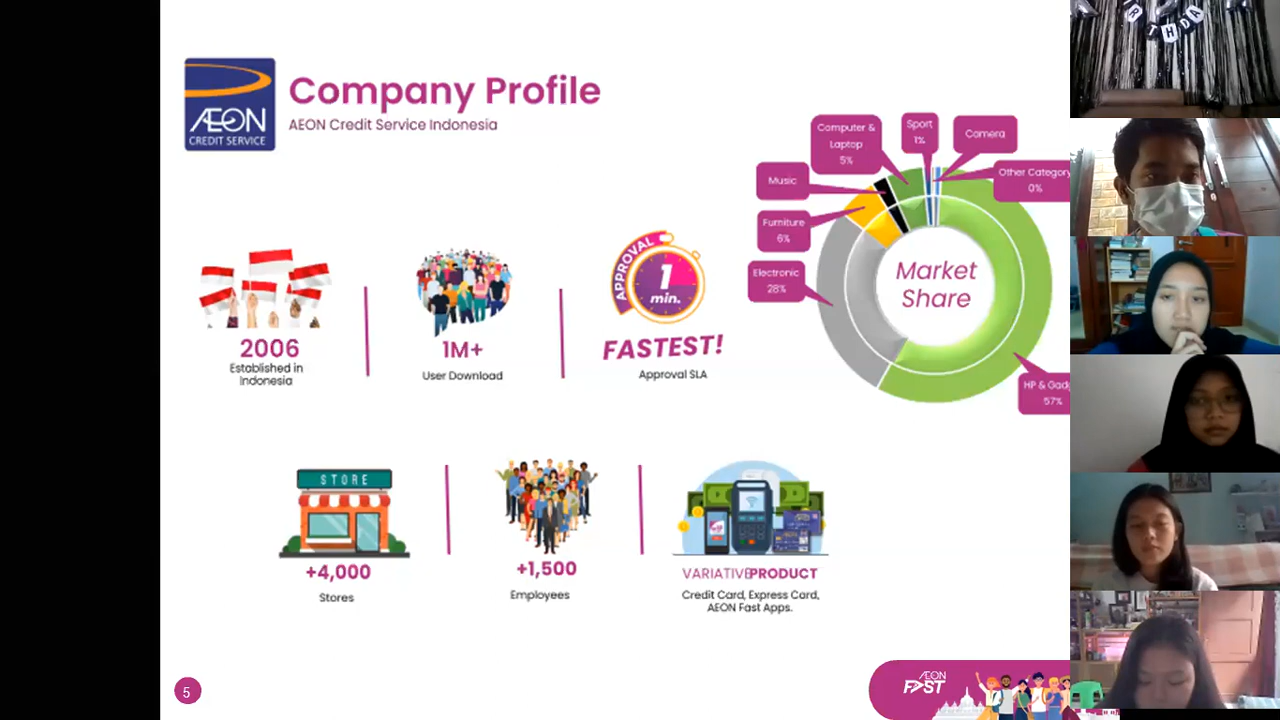 Company Profile
AEON Credit Service Indonesia
ÆON
CREDIT SERVICE
Computer &
Laptop
5%
Sport
1%
Camera
Other Category
0%
Music
Furniture
6%
Electronic
28%
Market
Share
HP & Gad
57%
APPROVAL
1
min.
2006
Established in
Indonesia
1M+
User Download
FASTEST!
Approval SLA
STORE
+4,000
Stores
+1,500
Employees
VARIATIVE PRODUCT
Credit Card, Express Card,
AEON Fast Apps.
5
ÆON
FAST
R THDA